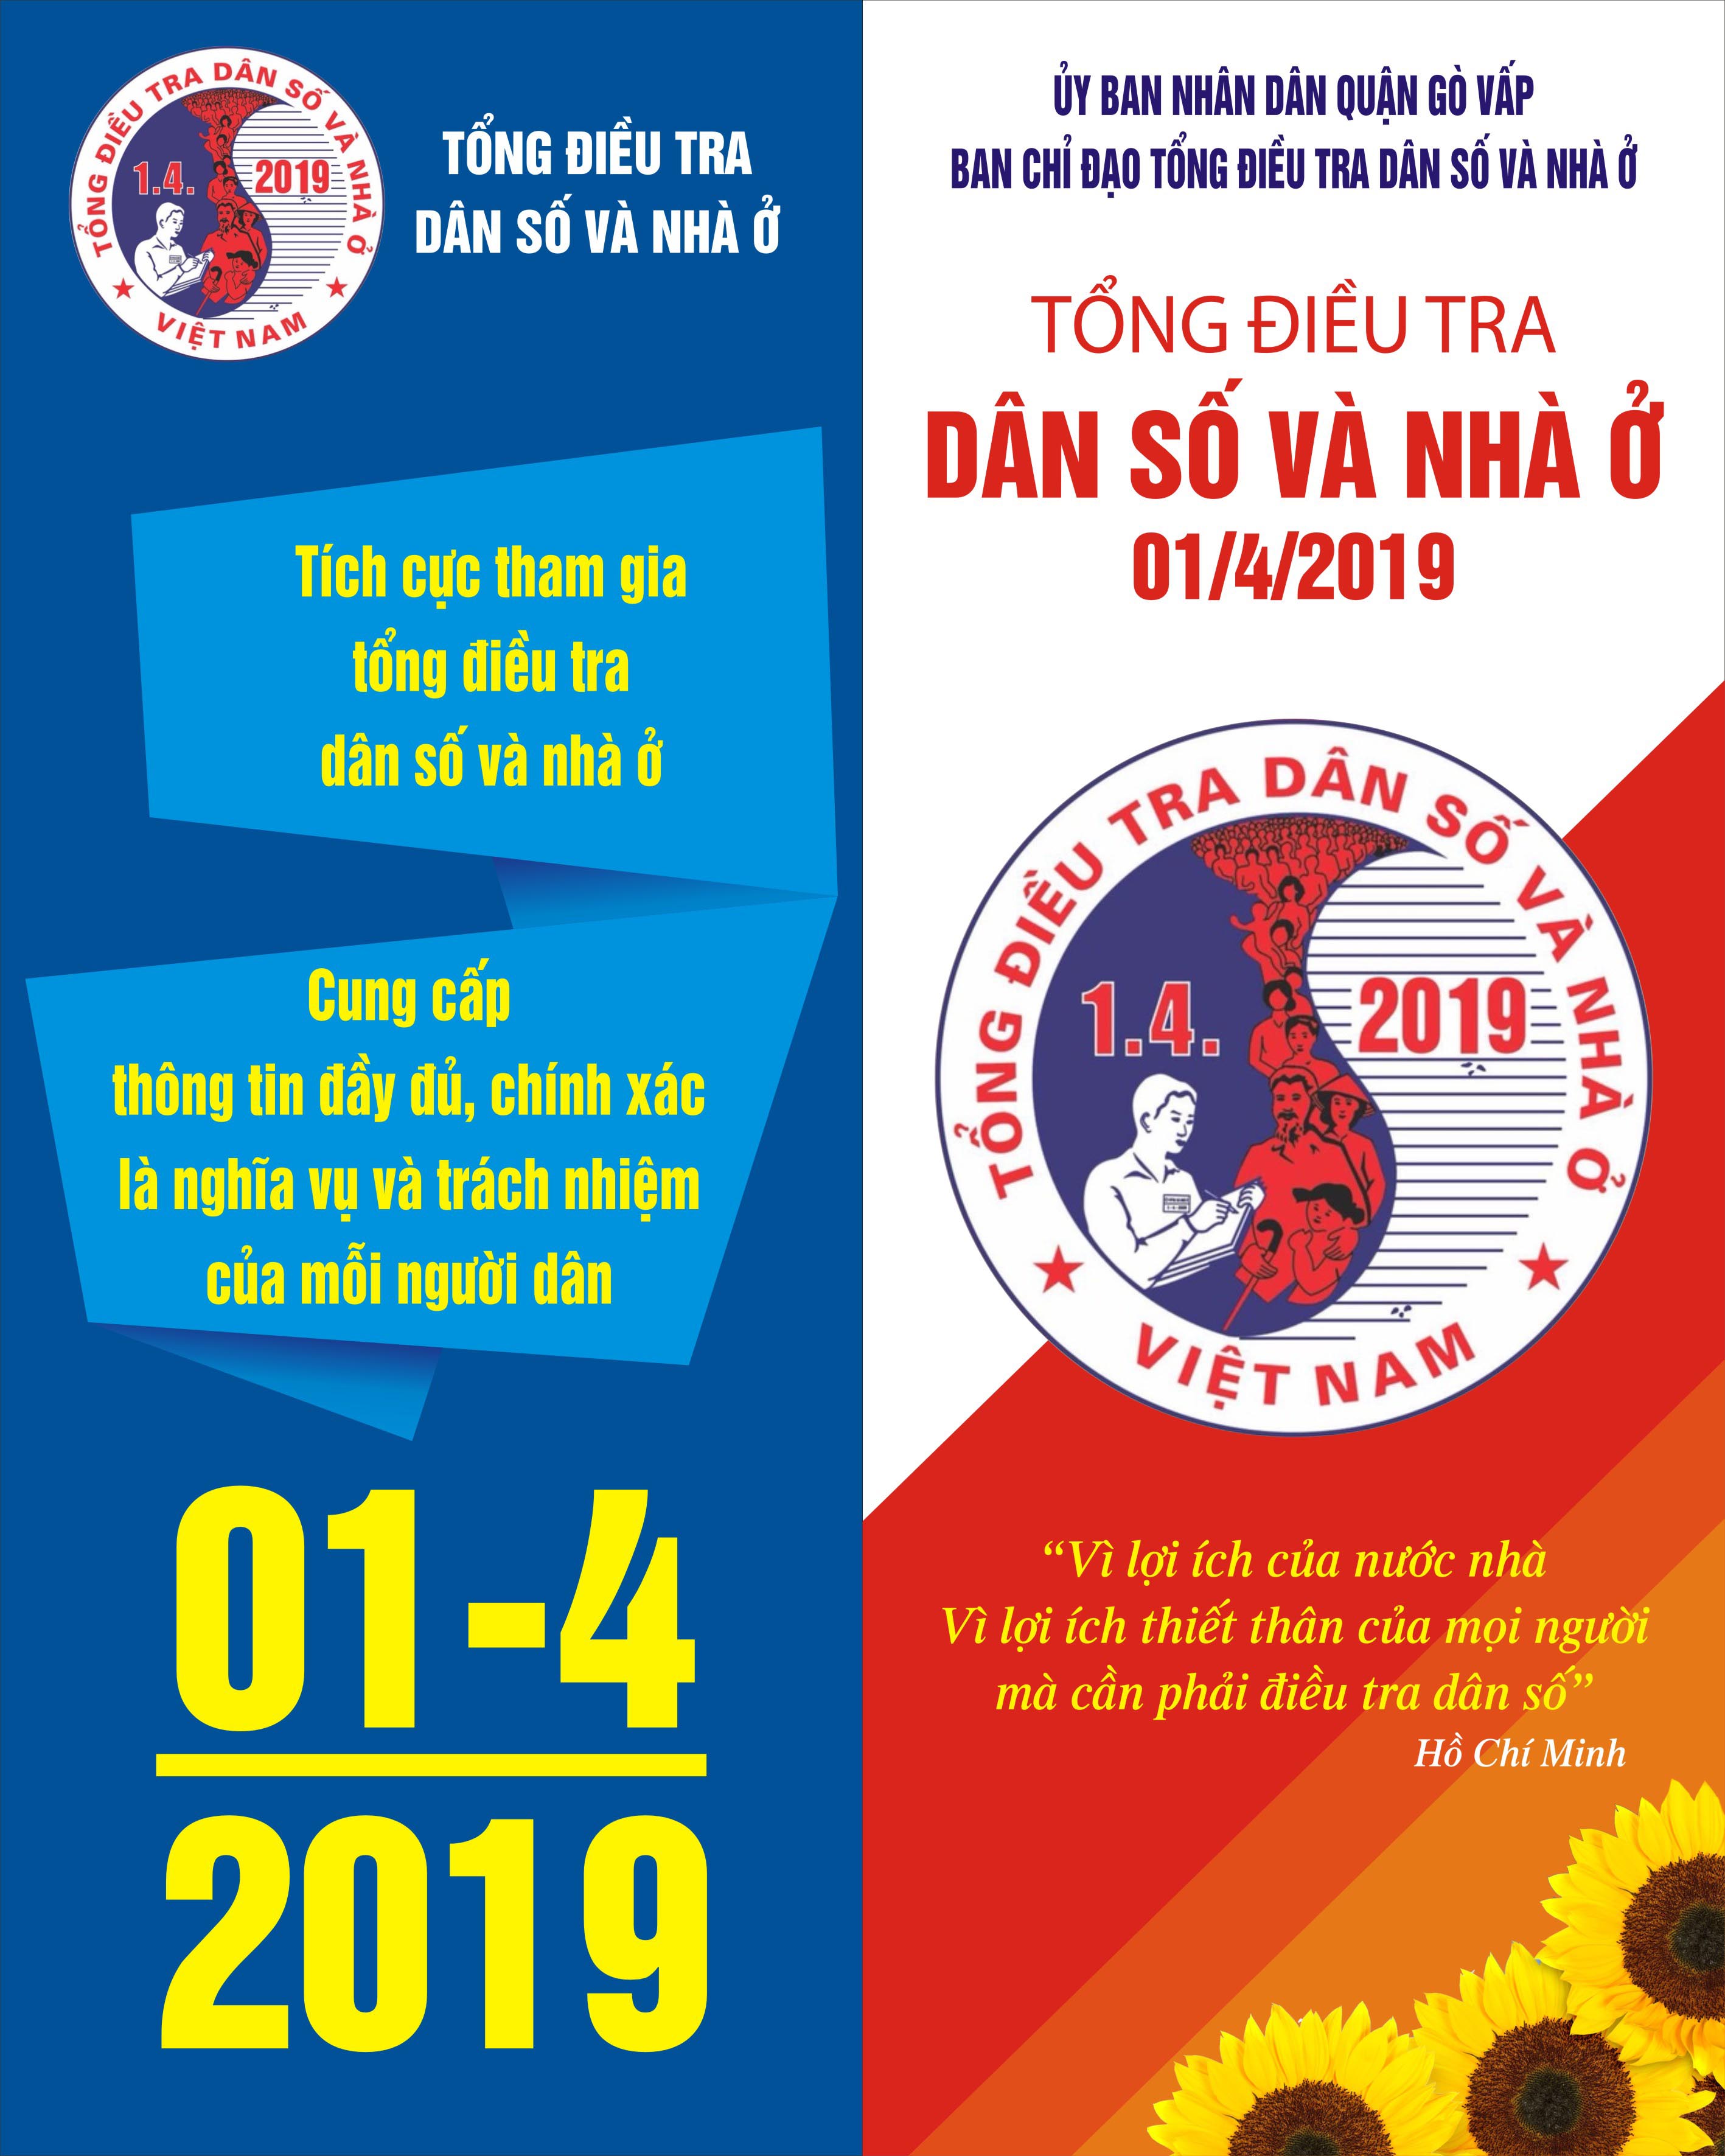 TỔNG ĐIỀU TRA DÂN SỐ VÀ NHÀ Ở
1.4. 2019
VIỆT NAM
TỔNG ĐIỀU TRA
DÂN SỐ VÀ NHÀ Ở
Tích cực tham gia
tổng điều tra
dân số và nhà ở
Cung cấp
thông tin đầy đủ, chính xác
là nghĩa vụ và trách nhiệm
của mỗi người dân
01-4
2019
ỦY BAN NHÂN DÂN QUẬN GÒ VẤP
BAN CHỈ ĐẠO TỔNG ĐIỀU TRA DÂN SỐ VÀ NHÀ Ở
TỔNG ĐIỀU TRA
DÂN SỐ VÀ NHÀ Ở
01/4/2019
TỔNG ĐIỀU TRA DÂN SỐ VÀ NHÀ Ở
1.4. 2019
VIỆT NAM
“Vì lợi ích của nước nhà
Vì lợi ích thiết thân của mọi người
mà cần phải điều tra dân số”
Hồ Chí Minh